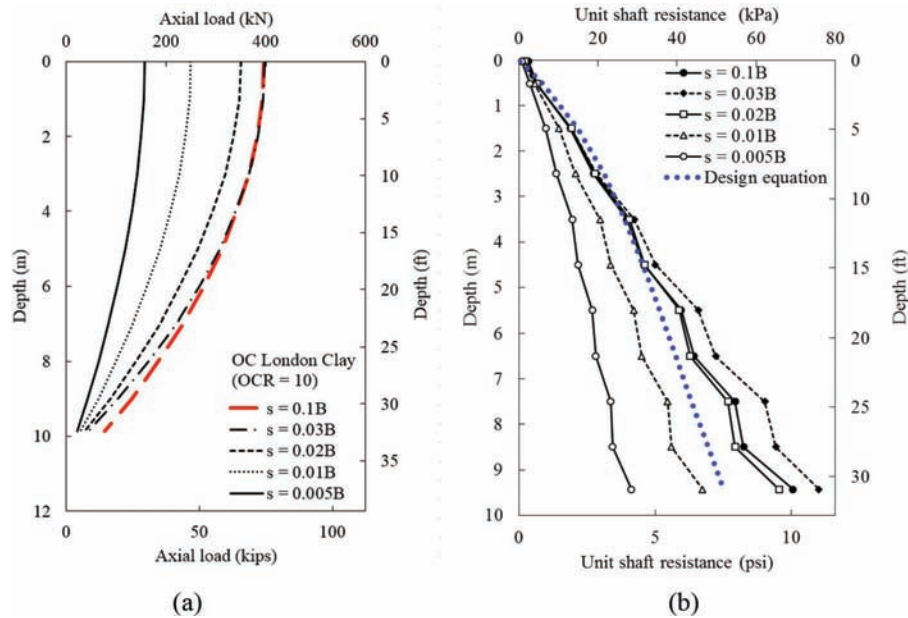 Axial load (kN)
0 200 400 600
0
2
4
6
8
10
12
Depth (m)
0
5
10
15
20
25
30
35
Depth (ft)
OC London Clay
(OCR = 10)
s = 0.1B
s = 0.03B
s = 0.02B
s = 0.01B
s = 0.005B
0 50 100
Axial load (kips)
(a)
Unit shaft resistance (kPa)
0 20 40 60 80
0
1
2
3
4
5
6
7
8
9
10
Depth (m)
0
5
10
15
20
25
30
Depth (ft)
s = 0.1B
s = 0.03B
s = 0.02B
s = 0.01B
s = 0.005B
Design equation
0 5 10
Unit shaft resistance (psi)
(b)